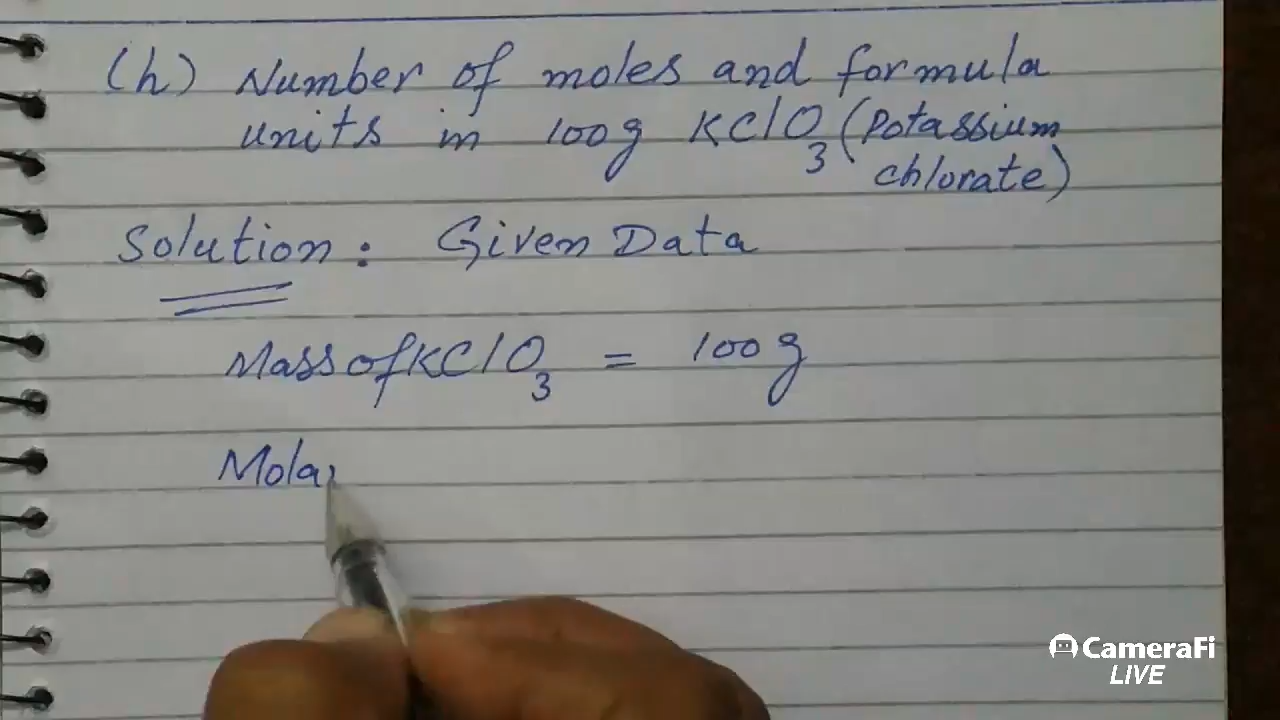 (h) Number of moles and formula
units in 100g KClO3 (Potassium
chlorate)
Solution: Given Data
Mass of KClO3 = 100g
Molar
CameraFi
LIVE